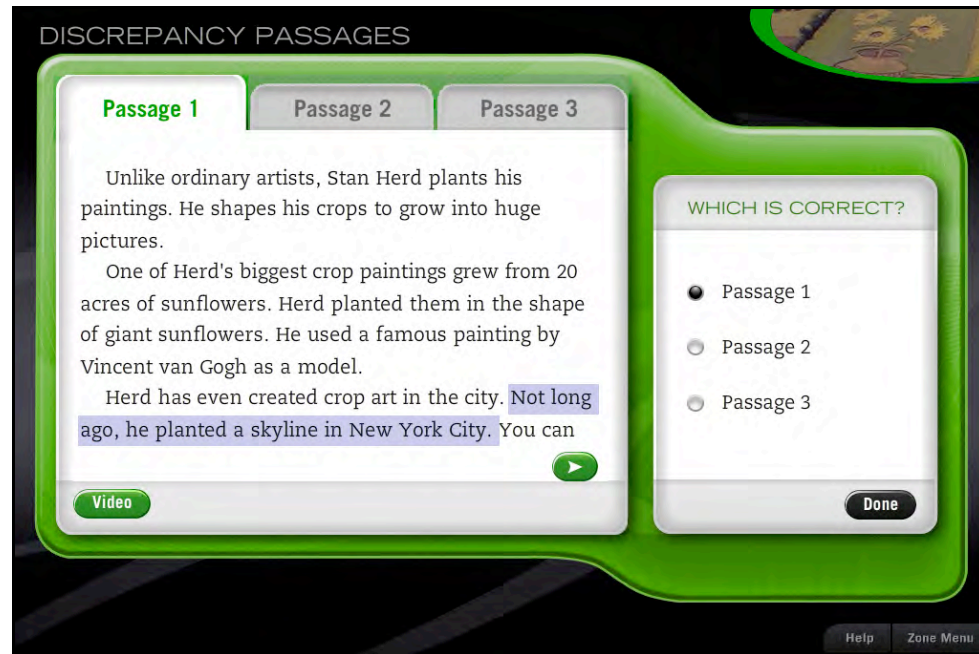 DISCREPANCY PASSAGES
Passage 1
Passage 2
Passage 3
Unlike ordinary artists, Stan Herd plants his
paintings. He shapes his crops to grow into huge
pictures.
One of Herd's biggest crop paintings grew from 20
acres of sunflowers. Herd planted them in the shape
of giant sunflowers. He used a famous painting by
Vincent van Gogh as a model.
Herd has even created crop art in the city. Not long
ago, he planted a skyline in New York City. You can
Video
WHICH IS CORRECT?
Passage 1
Passage 2
Passage 3
Done
Help
Zone Menu